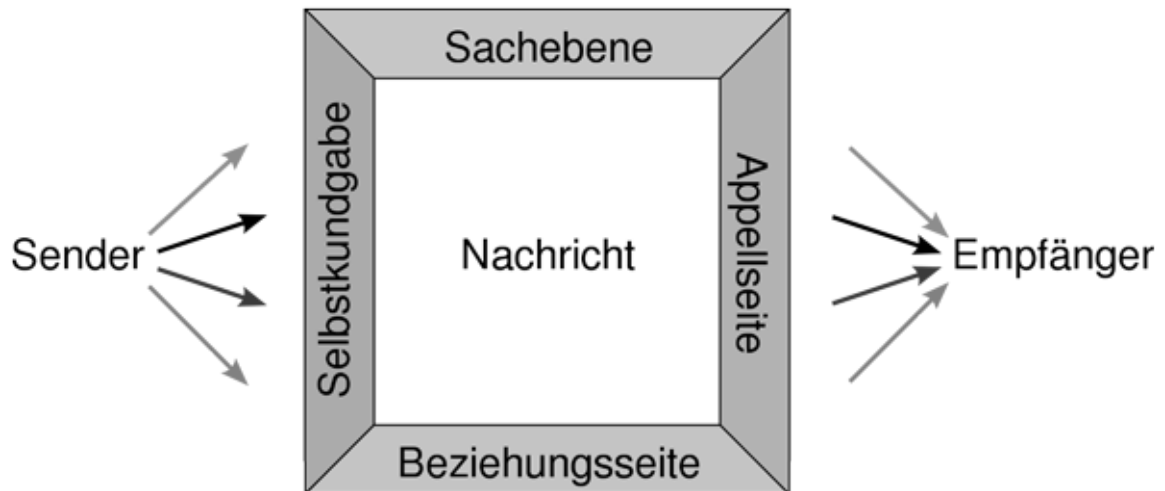 Sachebene
Selbstkundgabe
Sender
Nachricht
Appellseite
Empfänger
Beziehungsseite